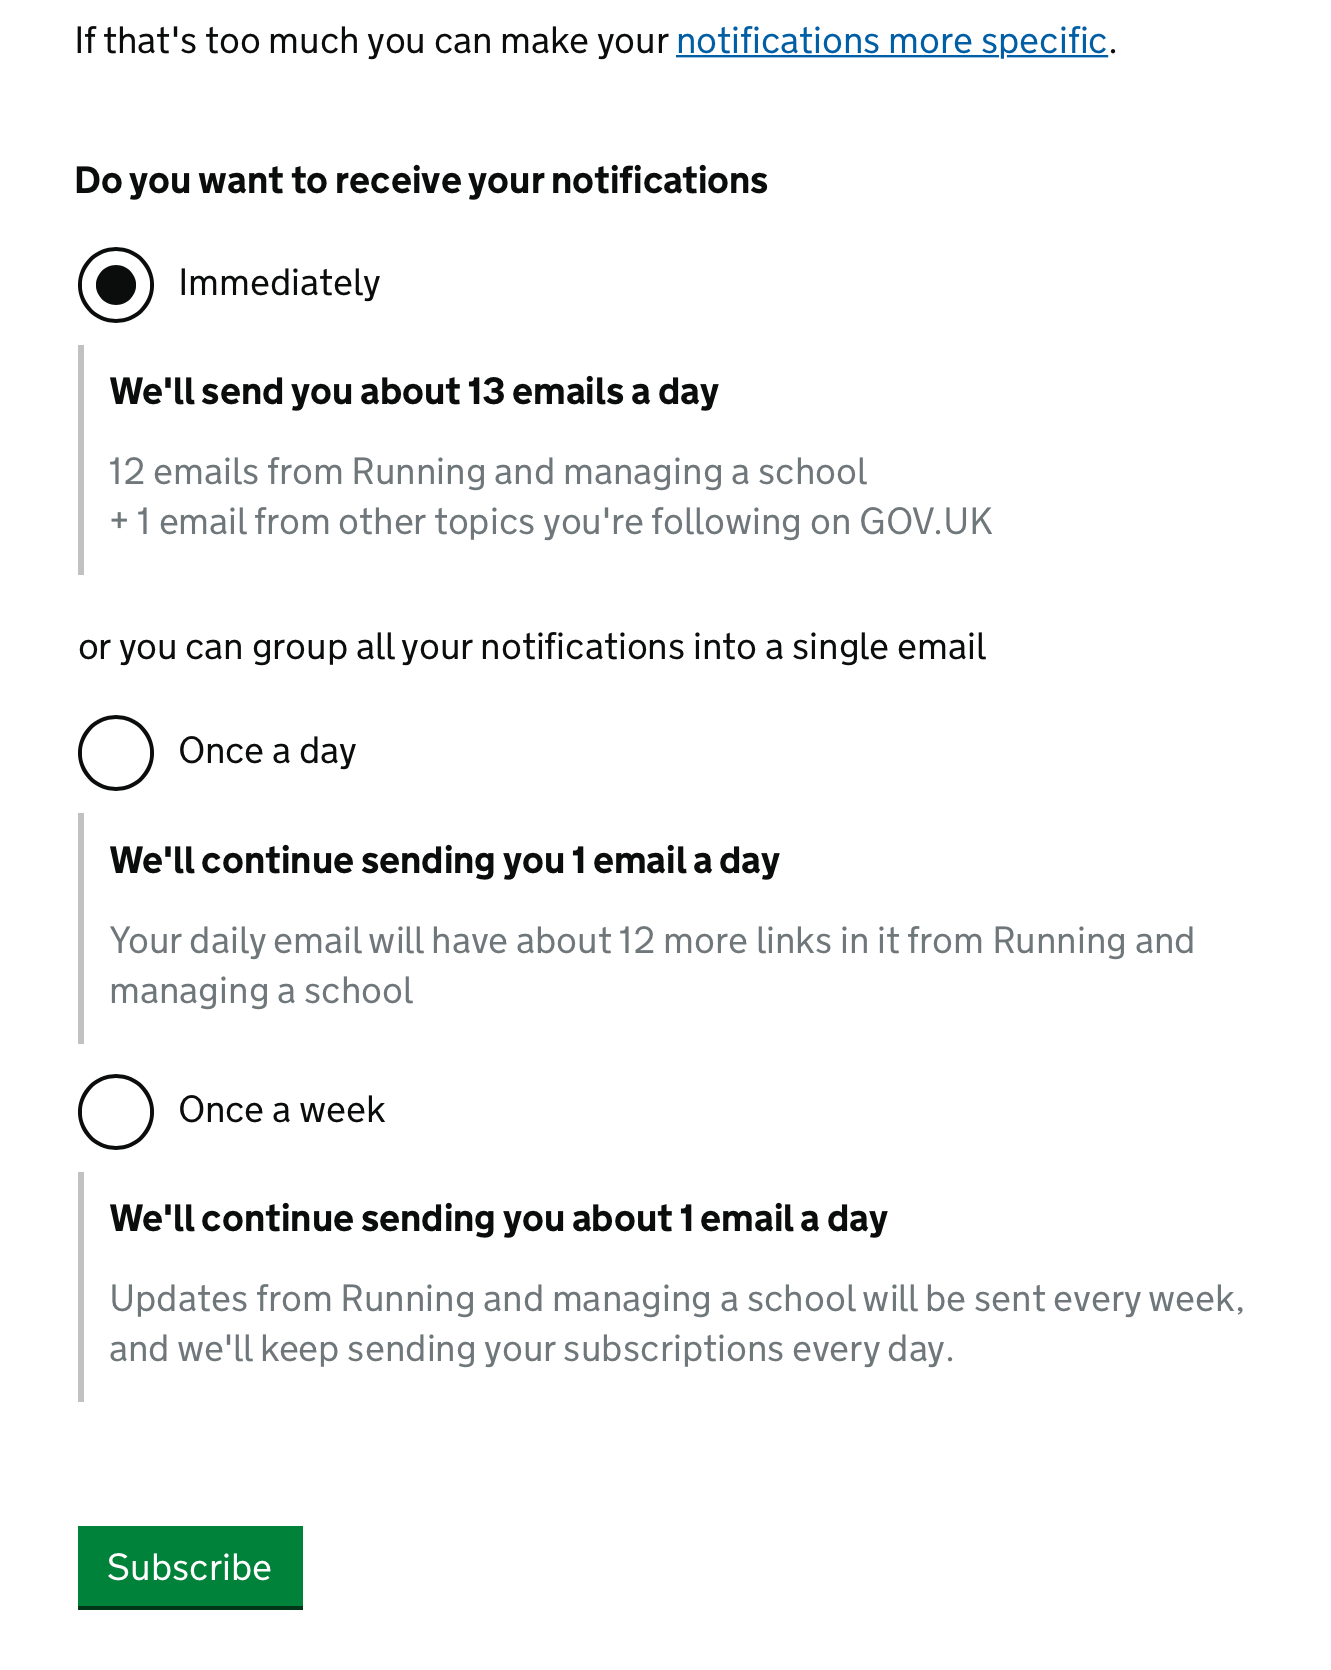 If that's too much you can make your notifications more specific.
Do you want to receive your notifications
Immediately
We'll send you about 13 emails a day
12 emails from Running and managing a school
+ 1 email from other topics you're following on GOV.UK
or you can group all your notifications into a single email
Once a day
We'll continue sending you 1 email a day
Your daily email will have about 12 more links in it from Running and
managing a school
Once a week
We'll continue sending you about 1 email a day
Updates from Running and managing a school will be sent every week,
and we'll keep sending your subscriptions every day.
Subscribe